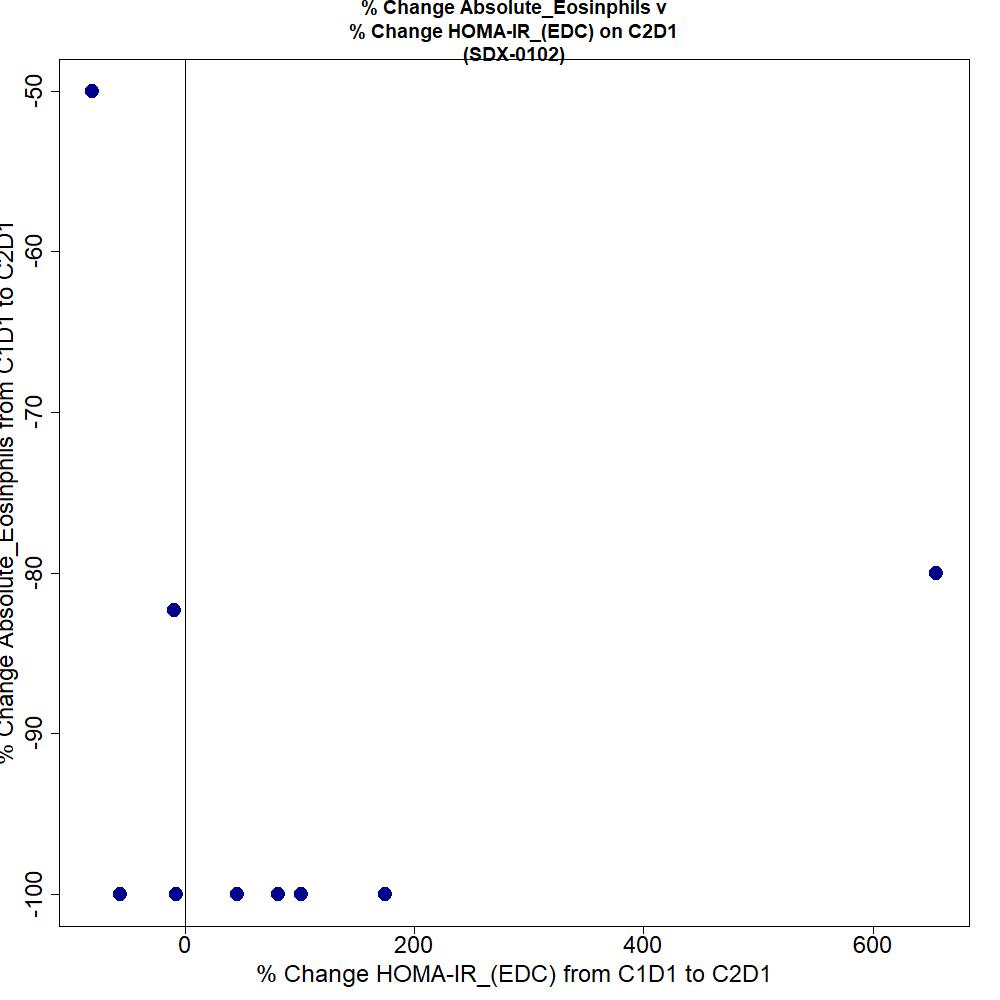 % Change Absolute_Eosinphils v
% Change HOMA-IR_(EDC) on C2D1
(SDX-0102)
% Change Absolute_Eosinphils from C1D1 to C2D1
-50
-60
-70
-80
-90
-100
0
200
400
600
% Change HOMA-IR_(EDC) from C1D1 to C2D1